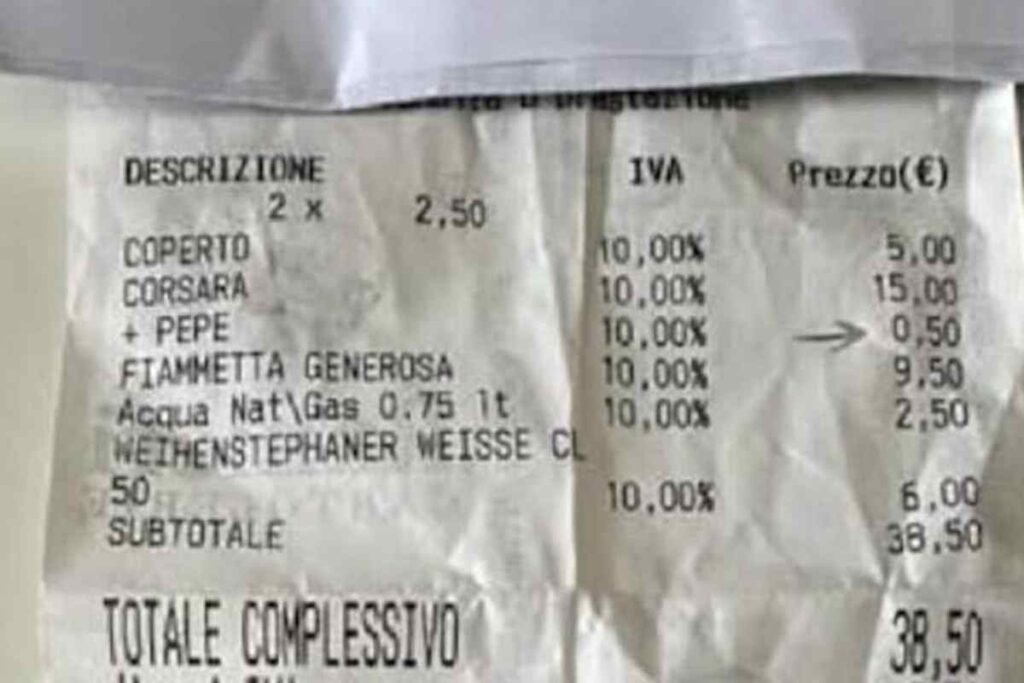 DESCRIZIONE IVA Prezzo(€)
2 x 2,50
COPERTO 10,00% 5,00
CORSARA 10,00% 15,00
+ PEPE 10,00% 0,50
FIAMMETTA GENEROSA 10,00% 9,50
Acqua Nat\Gas 0.75 lt 10,00% 2,50
WEIHENSTEPHANER WEISSE CL
50 10,00% 6,00
SUBTOTALE 38,50
TOTALE COMPLESSIVO 38,50